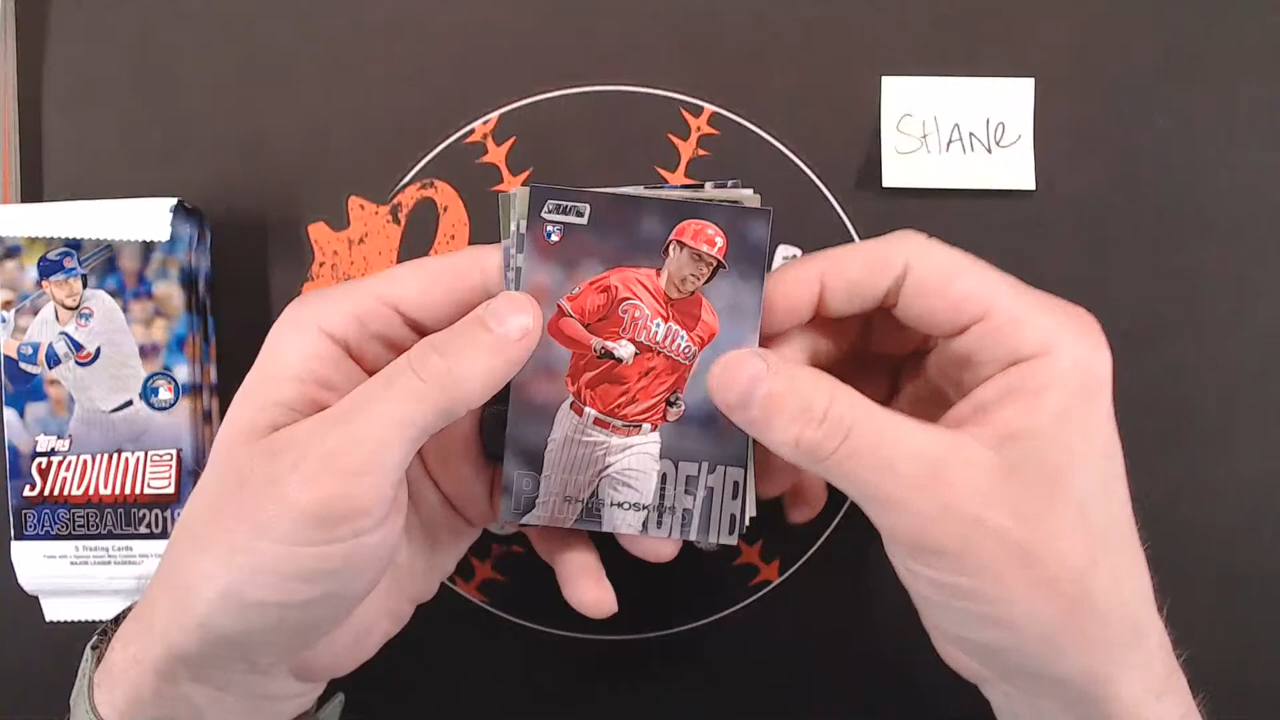 SHANe
STADIUM
RC
P
Phillies
OF/1B
RHYS HOSKINS
TOPPS
STADIUM CLUB
BASEBALL 2018
5 Trading Cards
MAJOR LEAGUE BASEBALL